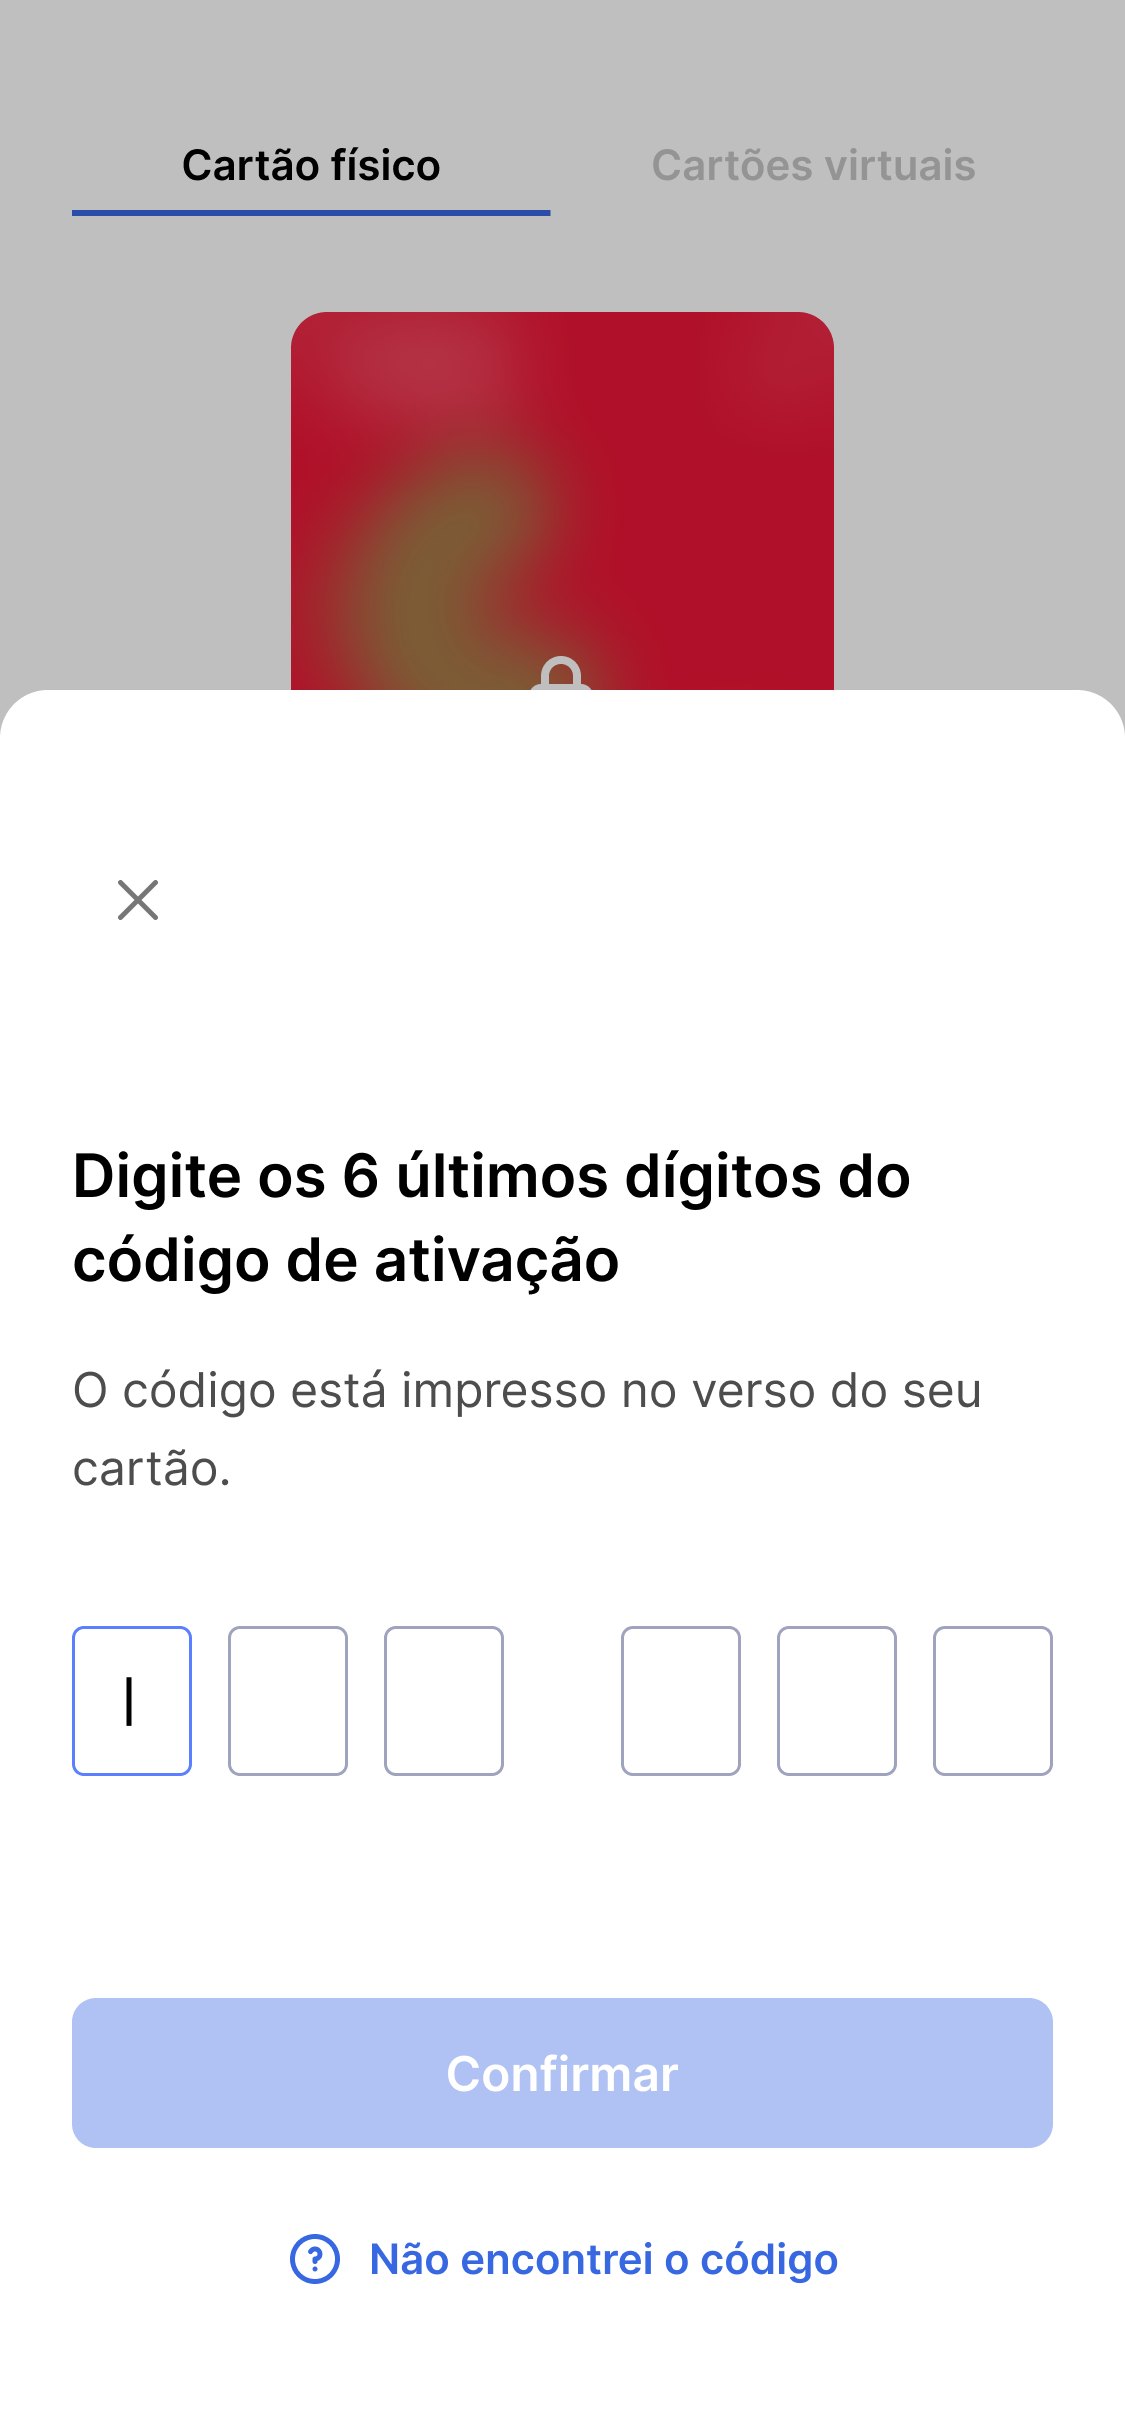 Cartão físico
Cartões virtuais
Digite os 6 últimos dígitos do
código de ativação
O código está impresso no verso do seu
cartão.
Confirmar
Não encontrei o código